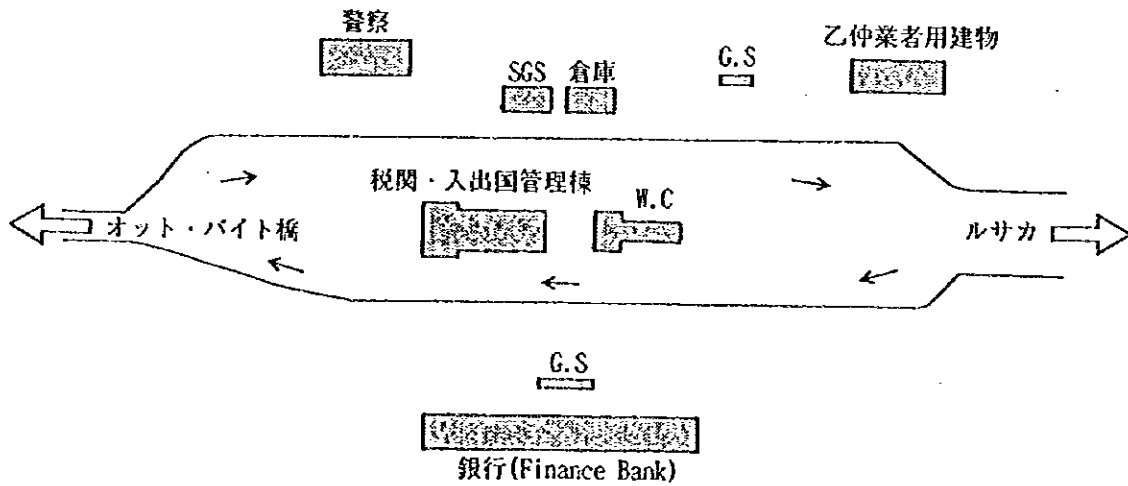 警察
乙仲業者用建物
G.S
SGS
倉庫
税関・入出国管理棟
W.C
オット・バイト橋
ルサカ
G.S
銀行(Finance Bank)